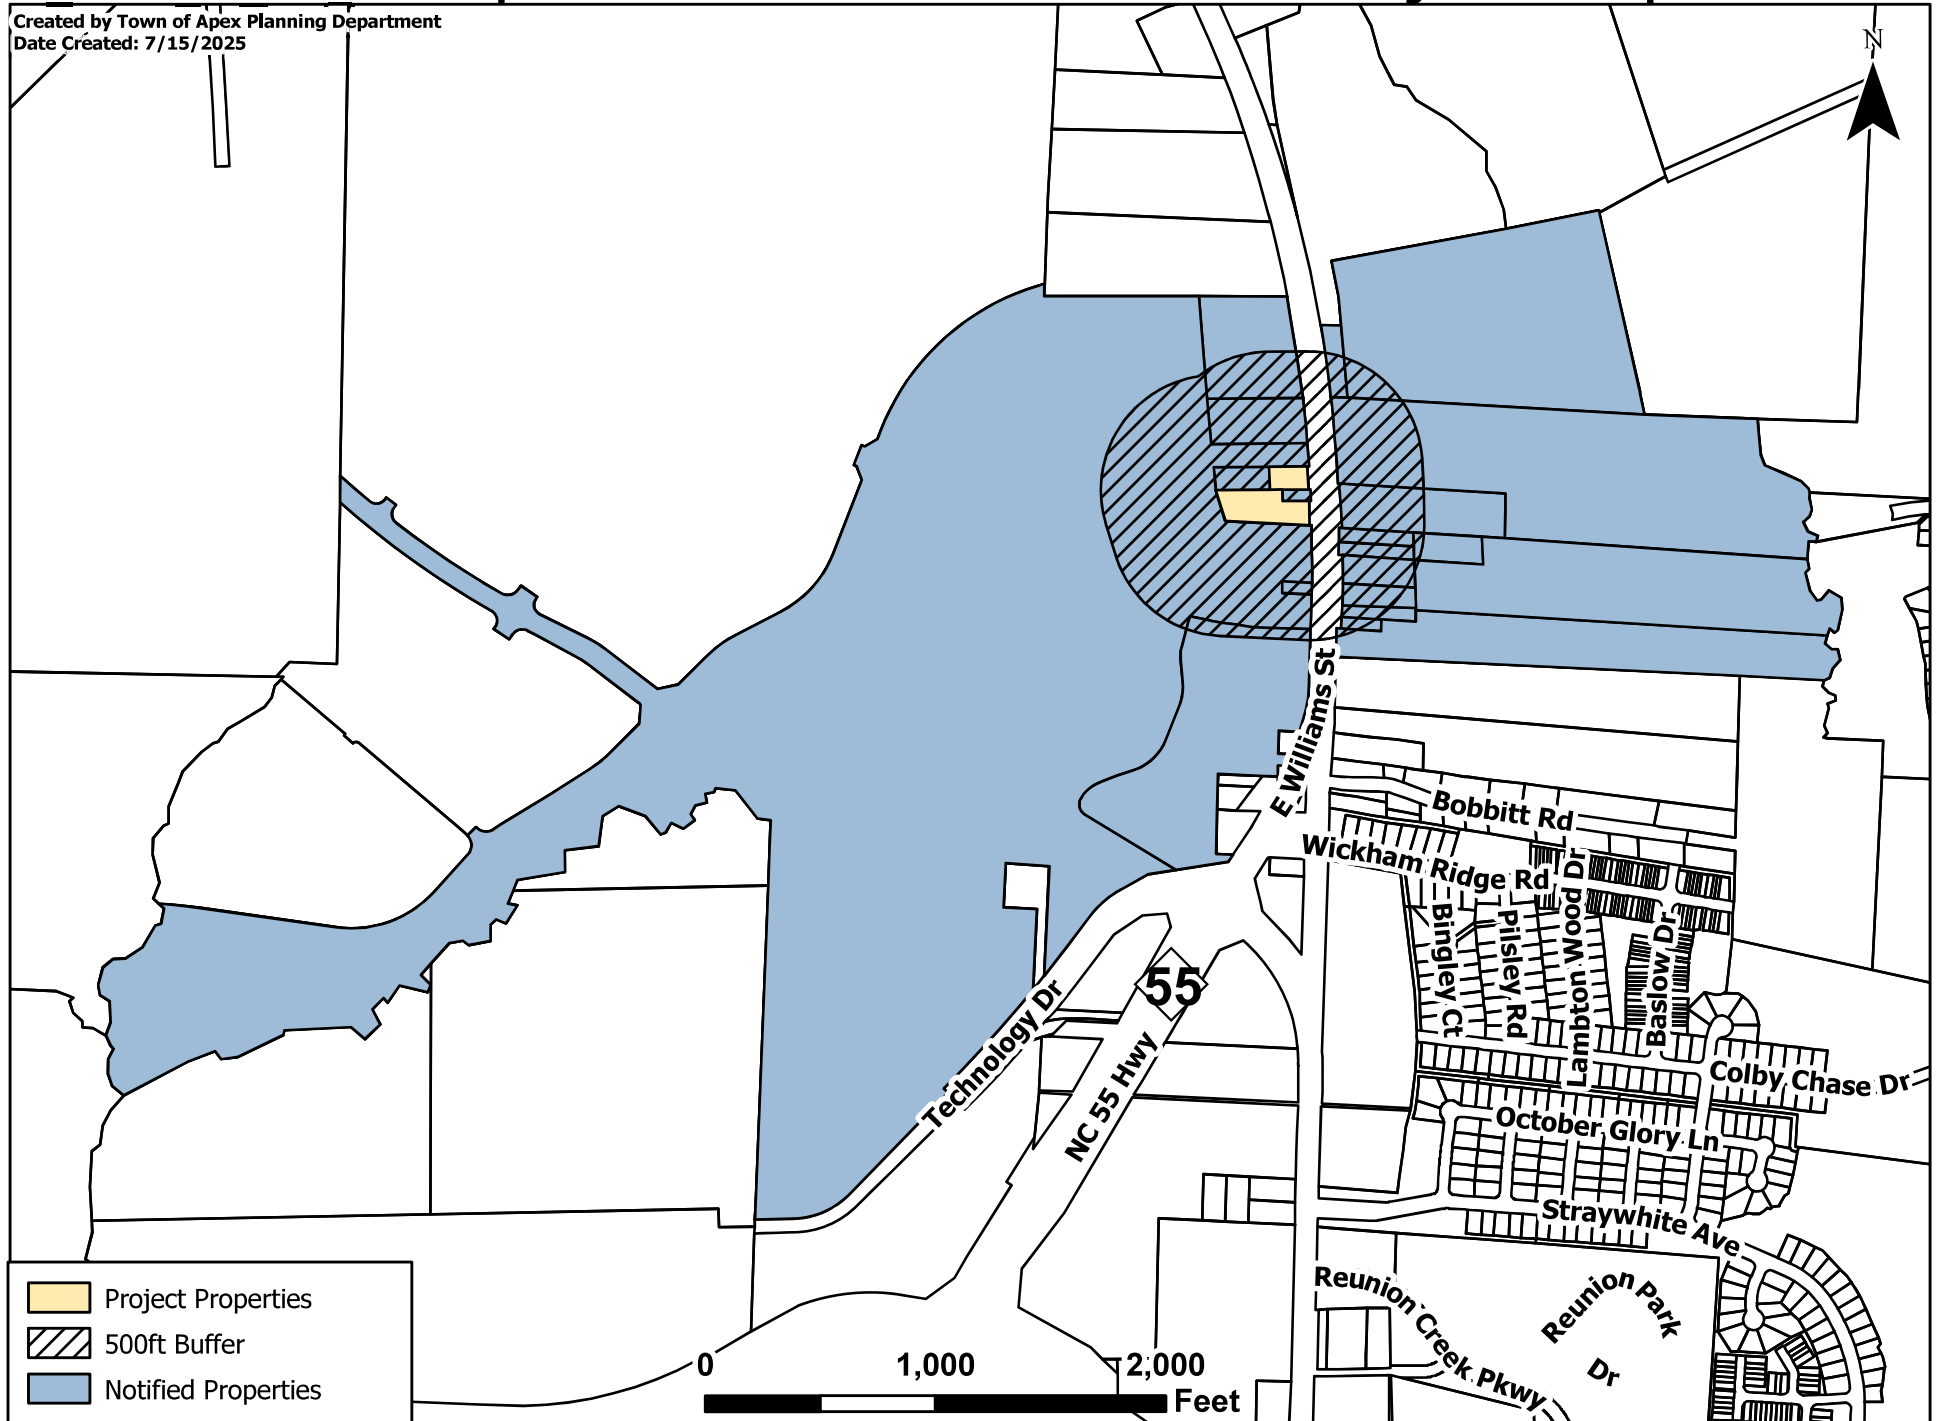 Created by Town of Apex Planning Department
Date Created: 7/15/2025
N
E Williams St
Bobbitt Rd
Wickham Ridge Rd
Bingley Ct
Pilsley Rd
Lambton Wood Dr
Baslow Dr
55
Technology Dr
NC 55 Hwy
Colby Chase Dr
October Glory Ln
Straywhite Ave
Reunion Creek Pkwy
Reunion Park
Dr
Project Properties
500ft Buffer
Notified Properties
0 1,000 2,000
Feet